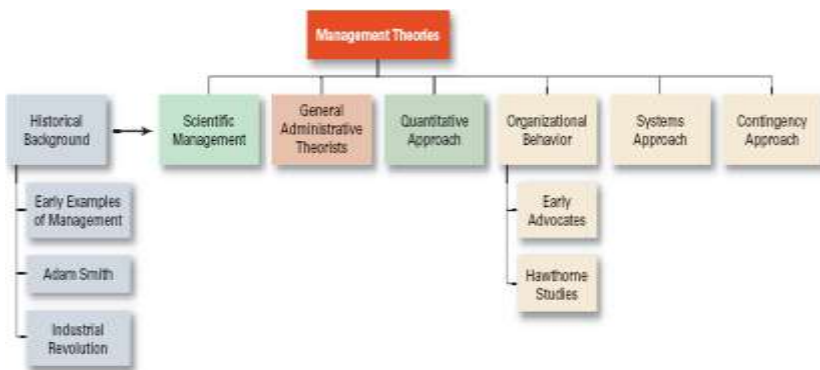 Management Theories
Historical
Background
Scientific
Management
General
Administrative
Theorists
Quantitative
Approach
Organizational
Behavior
Systems
Approach
Contingency
Approach
Early Examples
of Management
Adam Smith
Industrial
Revolution
Early
Advocates
Hawthorne
Studies